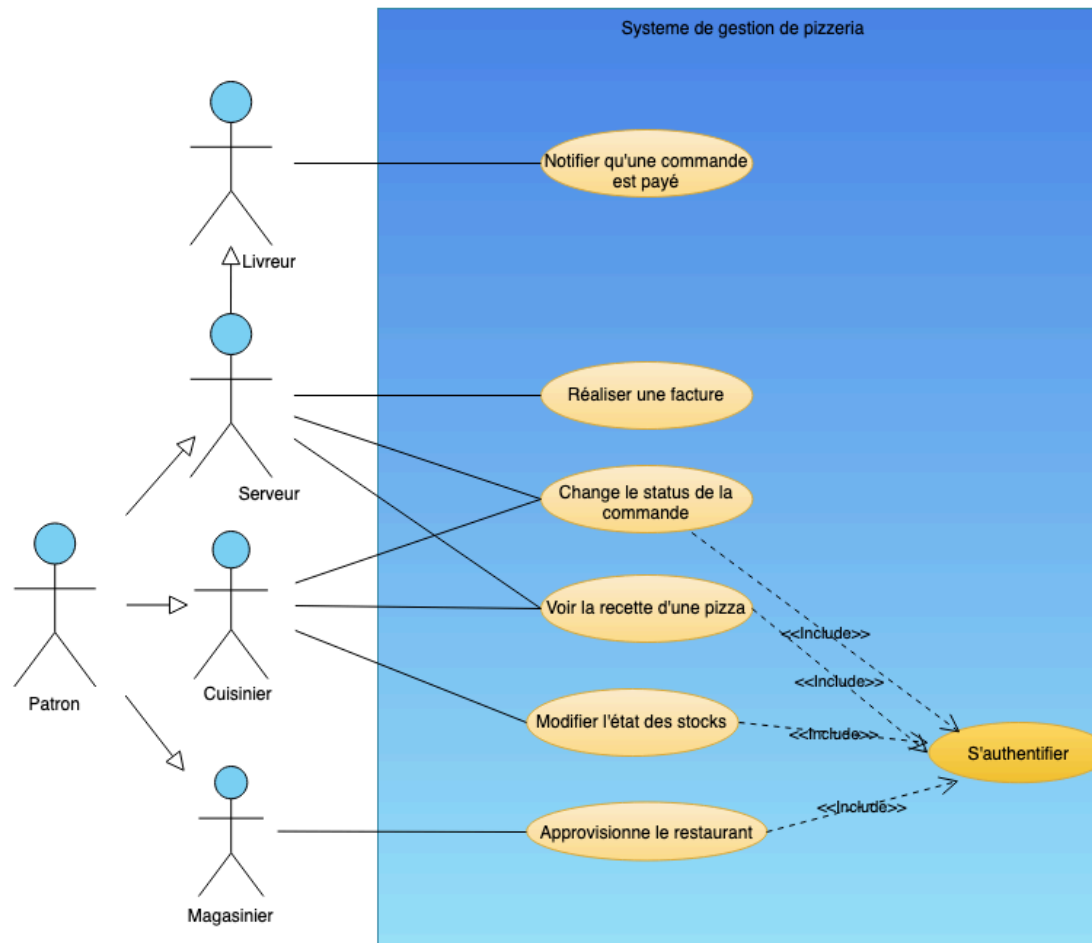 Systeme de gestion de pizzeria
Notifier qu'une commande
est payé
Livreur
Réaliser une facture
Serveur
Change le status de la
commande
Voir la recette d'une pizza
<<Include>>
<<Include>>
Patron
Cuisinier
Modifier l'état des stocks
<<Include>>
S'authentifier
<<Include>>
Approvisionne le restaurant
Magasinier